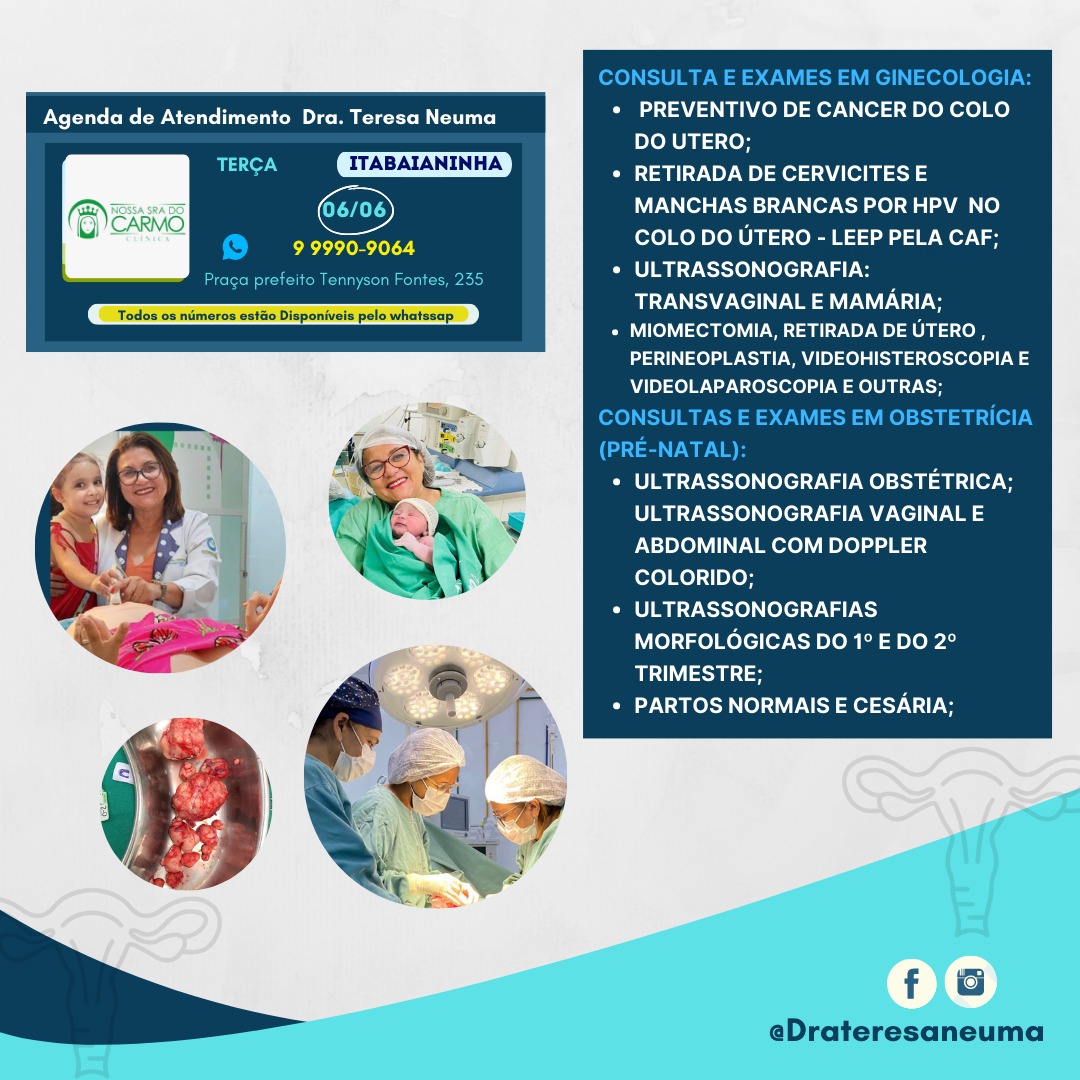 Agenda de Atendimento Dra. Teresa Neuma
TERÇA
ITABAIANINHA
NOSSA SRA DO
CARMO
CLÍNICA
06/06
9 9990-9064
Praça prefeito Tennyson Fontes, 235
Todos os números estão Disponíveis pelo whatssap
CONSULTA E EXAMES EM GINECOLOGIA:
• PREVENTIVO DE CANCER DO COLO
DO UTERO;
• RETIRADA DE CERVICITES E
MANCHAS BRANCAS POR HPV NO
COLO DO ÚTERO - LEEP PELA CAF;
• ULTRASSONOGRAFIA:
TRANSVAGINAL E MAMÁRIA;
• MIOMECTOMIA, RETIRADA DE ÚTERO ,
PERINEOPLASTIA, VIDEOHISTEROSCOPIA E
VIDEOLAPAROSCOPIA E OUTRAS;
CONSULTAS E EXAMES EM OBSTETRÍCIA
(PRÉ-NATAL):
• ULTRASSONOGRAFIA OBSTÉTRICA;
ULTRASSONOGRAFIA VAGINAL E
ABDOMINAL COM DOPPLER
COLORIDO;
• ULTRASSONOGRAFIAS
MORFOLÓGICAS DO 1º E DO 2º
TRIMESTRE;
• PARTOS NORMAIS E CESÁRIA;
@Drateresaneuma